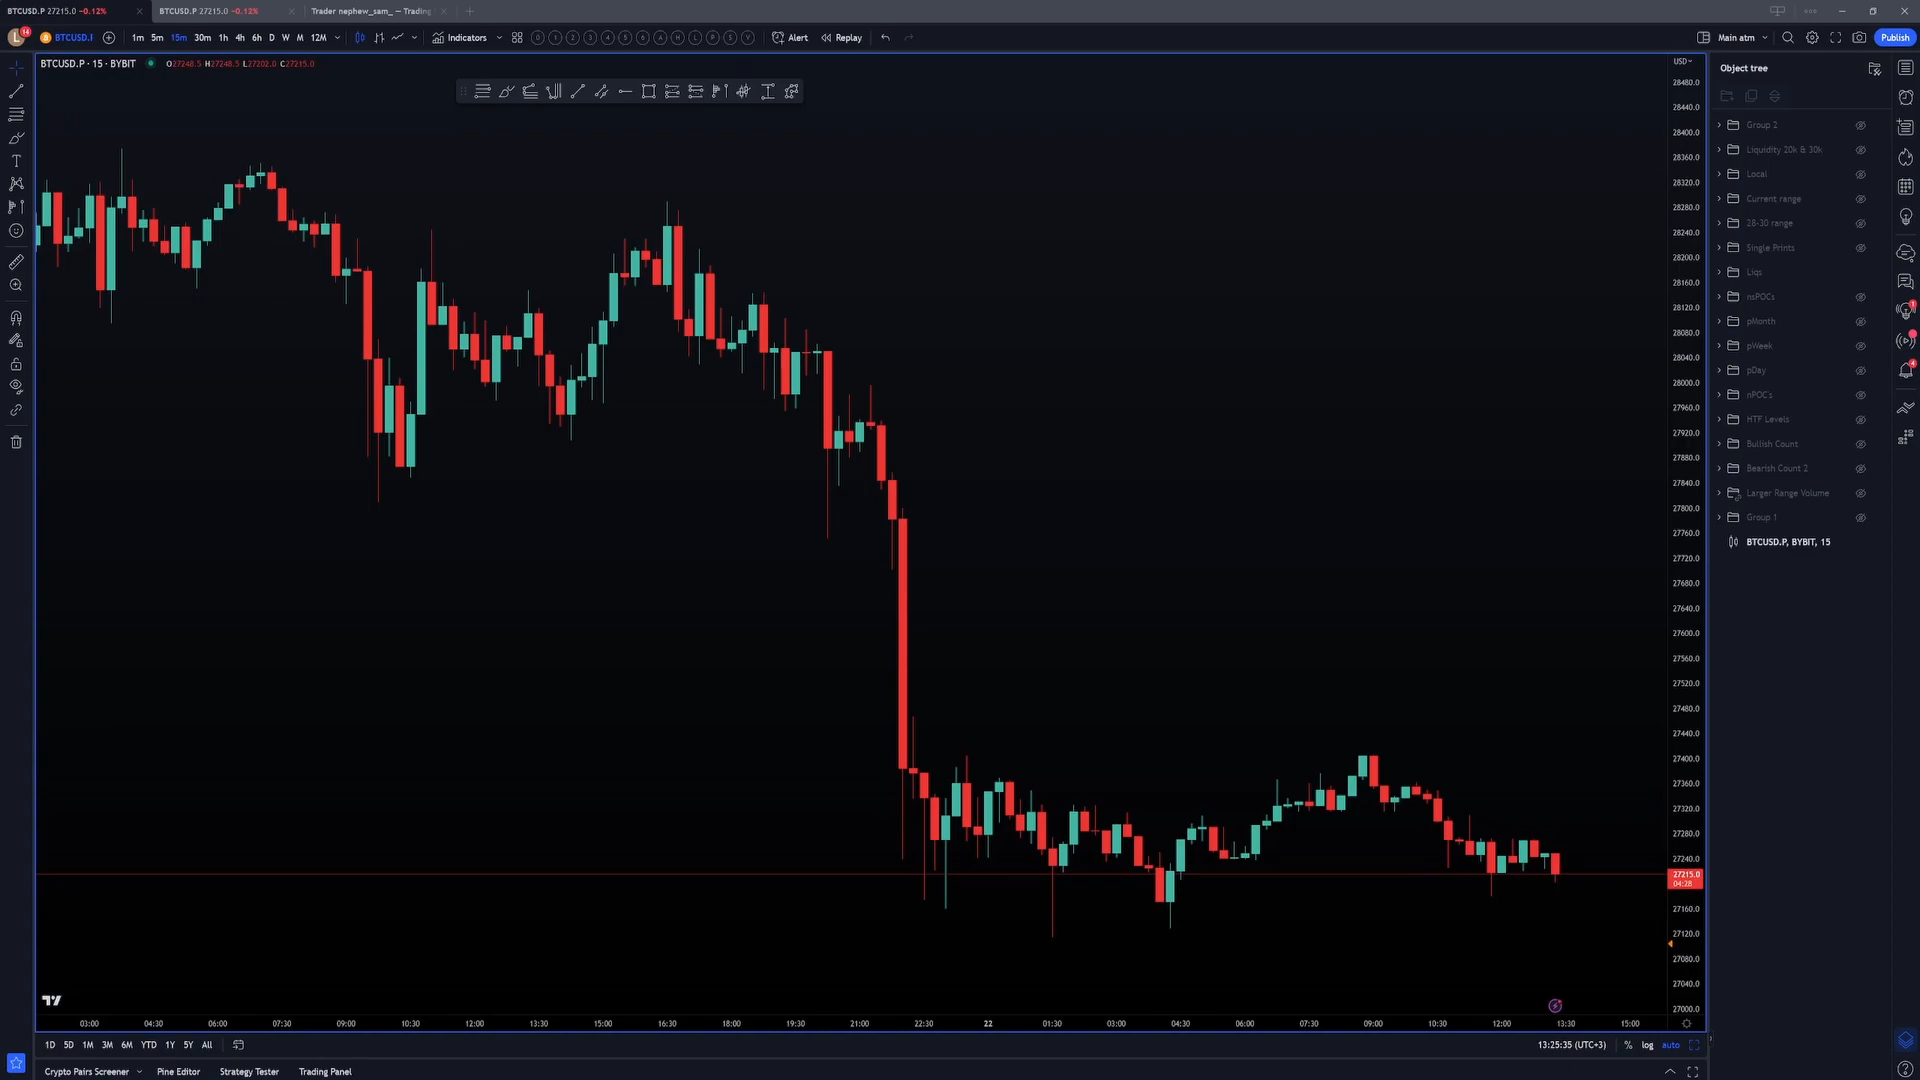 BTCUSD.P 27215.0 −0.12%
BTCUSD.P 27215.0 −0.12%
Trader nephew_sam_ — Trading
L 14 BTCUSD.P 1m 5m 15m 30m 1h 4h 6h D W M 12M Indicators Alert Replay Main atm Publish
BTCUSD.P · 15 · BYBIT O27248.5 H27248.5 L27202.0 C27215.0
USD
28480.0
28440.0
28400.0
28360.0
28320.0
28280.0
28240.0
28200.0
28160.0
28120.0
28080.0
28040.0
28000.0
27960.0
27920.0
27880.0
27840.0
27800.0
27760.0
27720.0
27680.0
27640.0
27600.0
27560.0
27520.0
27480.0
27440.0
27400.0
27360.0
27320.0
27280.0
27240.0
27215.0
04:28
27160.0
27120.0
27080.0
27040.0
27000.0
Object tree
Group 2
Liquidity 20k & 30k
Local
Current range
28-30 range
Single Prints
Liqs
nsPOCs
pMonth
pWeek
pDay
nPOC's
HTF Levels
Bullish Count
Bearish Count 2
Larger Range Volume
Group 1
BTCUSD.P, BYBIT, 15
03:00 04:30 06:00 07:30 09:00 10:30 12:00 13:30 15:00 16:30 18:00 19:30 21:00 22:30 22 01:30 03:00 04:30 06:00 07:30 09:00 10:30 12:00 13:30 15:00
1D 5D 1M 3M 6M YTD 1Y 5Y All 13:25:35 (UTC+3) % log auto
Crypto Pairs Screener Pine Editor Strategy Tester Trading Panel